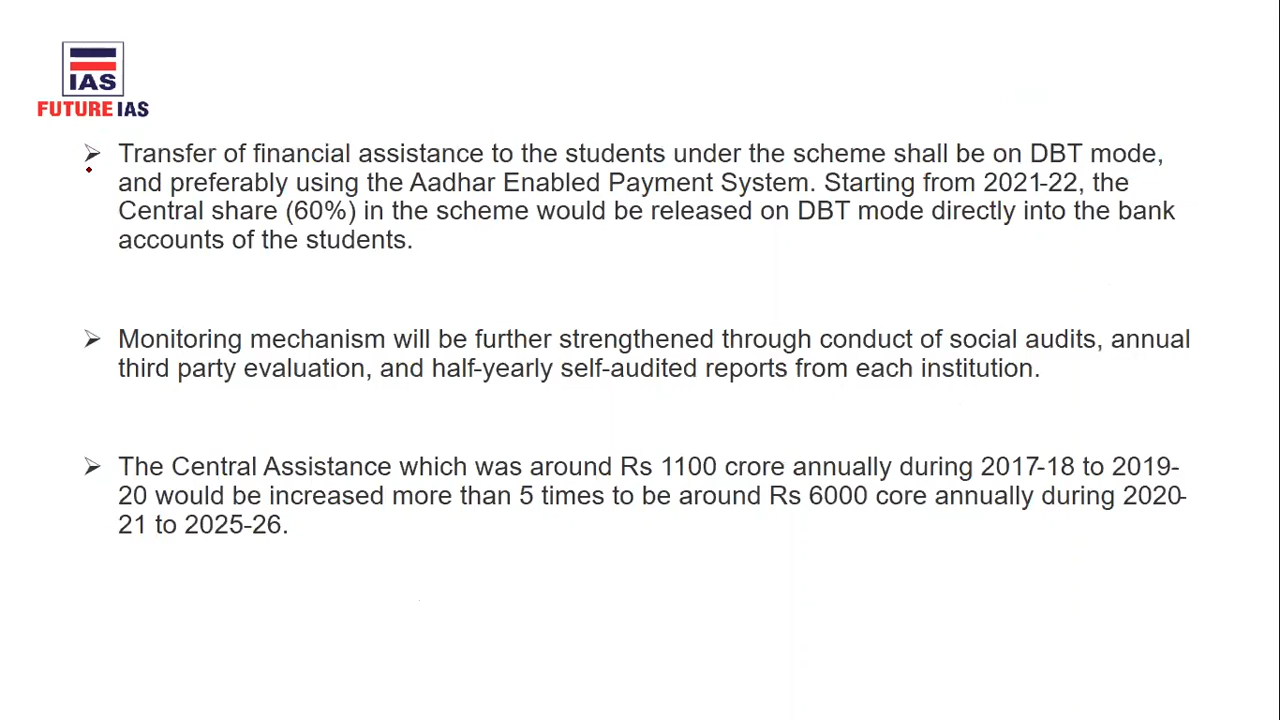 IAS
FUTURE IAS
Transfer of financial assistance to the students under the scheme shall be on DBT mode,
and preferably using the Aadhar Enabled Payment System. Starting from 2021-22, the
Central share (60%) in the scheme would be released on DBT mode directly into the bank
accounts of the students.
Monitoring mechanism will be further strengthened through conduct of social audits, annual
third party evaluation, and half-yearly self-audited reports from each institution.
The Central Assistance which was around Rs 1100 crore annually during 2017-18 to 2019-
20 would be increased more than 5 times to be around Rs 6000 core annually during 2020-
21 to 2025-26.